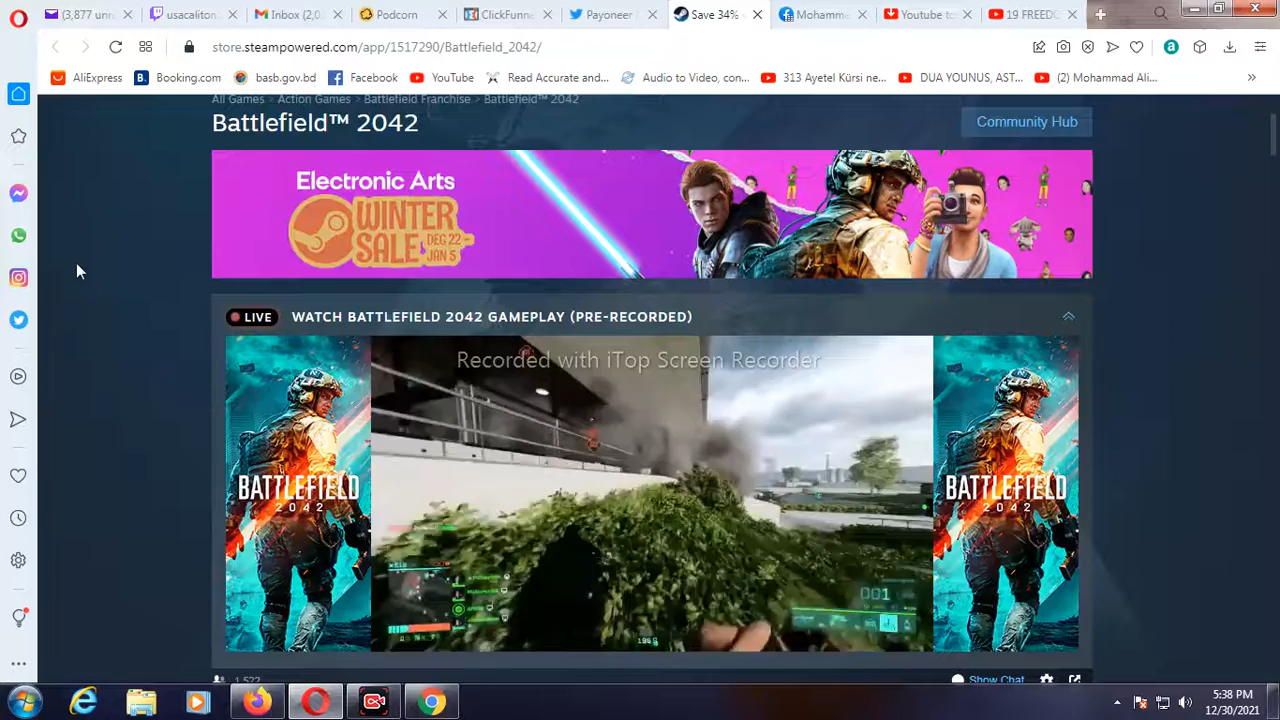 (3,877 unr
usacaliton
Inbox (2,0
Podcorn
ClickFunne
Payoneer
Save 34%
Mohamme
Youtube to
19 FREEDO
store.steampowered.com/app/1517290/Battlefield_2042/
AliExpress
Booking.com
basb.gov.bd
Facebook
YouTube
Read Accurate and...
Audio to Video, con...
313 Ayetel Kürsi ne...
DUA YOUNUS, AST...
(2) Mohammad Ali...
All Games > Action Games > Battlefield Franchise > Battlefield™ 2042
Battlefield™ 2042
Community Hub
Electronic Arts
WINTER
SALE
DEC 22 -
JAN 5
LIVE
WATCH BATTLEFIELD 2042 GAMEPLAY (PRE-RECORDED)
Recorded with iTop Screen Recorder
BATTLEFIELD
2042
001
BATTLEFIELD
2042
1,522
Show Chat
5:38 PM
12/30/2021